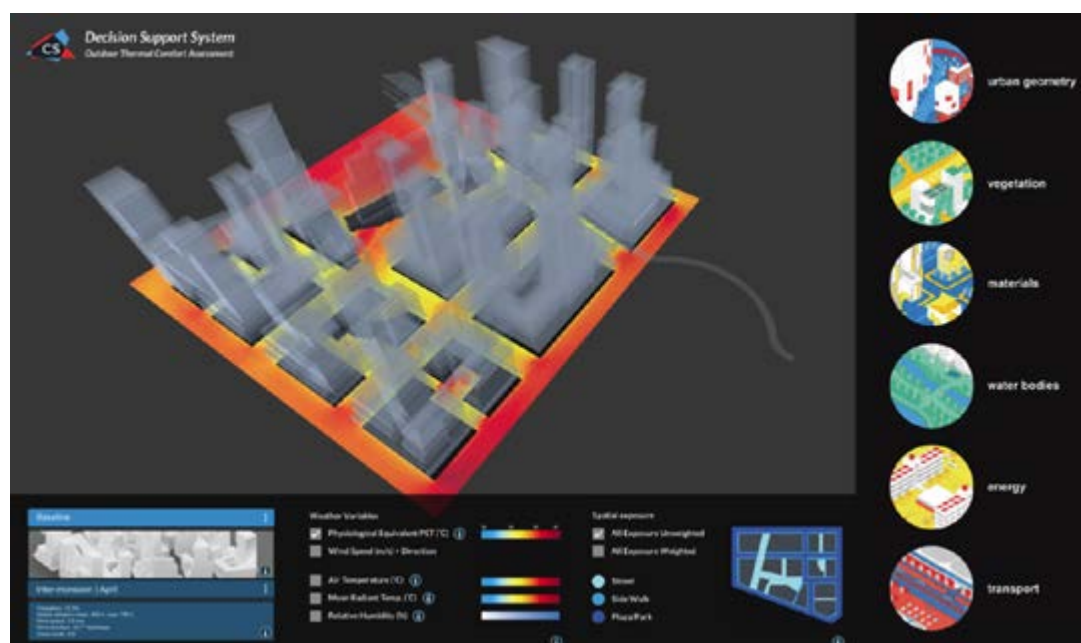 CS
Decision Support System
Outdoor Thermal Comfort Assessment
urban geometry
vegetation
materials
water bodies
energy
transport
Baseline
Inter-monsoon | April
Weather Variables
Physiological Equivalent PET (°C)
Wind Speed (m/s) + Direction
Air Temperature (°C)
Mean Radiant Temp. (°C)
Relative Humidity (%)
Spatial exposure
All Exposure Unweighted
All Exposure Weighted
Street
Side Walk
Plaza/Park